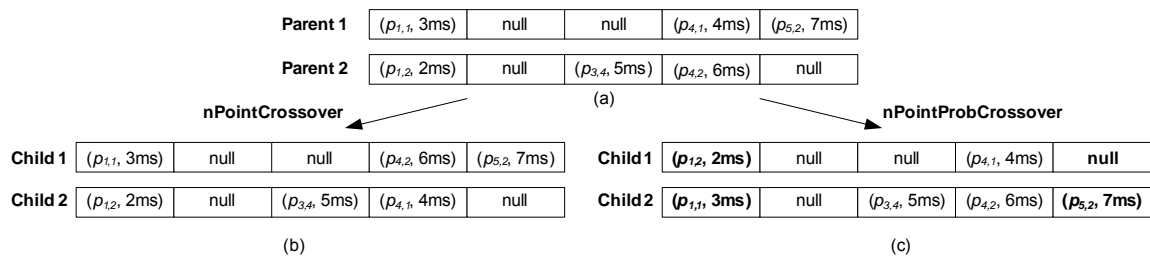 Parent 1 (p1,1, 3ms) null null (p4,1, 4ms) (p5,2, 7ms)
Parent 2 (p1,2, 2ms) null (p3,4, 5ms) (p4,2, 6ms) null
(a)
nPointCrossover nPointProbCrossover
Child 1 (p1,1, 3ms) null null (p4,2, 6ms) (p5,2, 7ms) Child 1 (p1,2, 2ms) null null (p4,1, 4ms) null
Child 2 (p1,2, 2ms) null (p3,4, 5ms) (p4,1, 4ms) null Child 2 (p1,1, 3ms) null (p3,4, 5ms) (p4,2, 6ms) (p5,2, 7ms)
(b) (c)